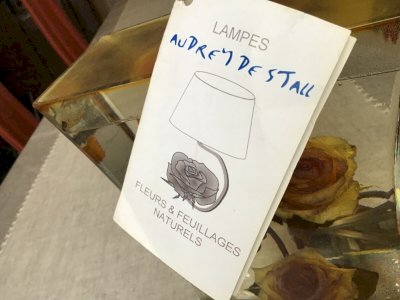 LAMPES
AUDREY DE STALL
FLEURS & FEUILLAGES
NATURELS